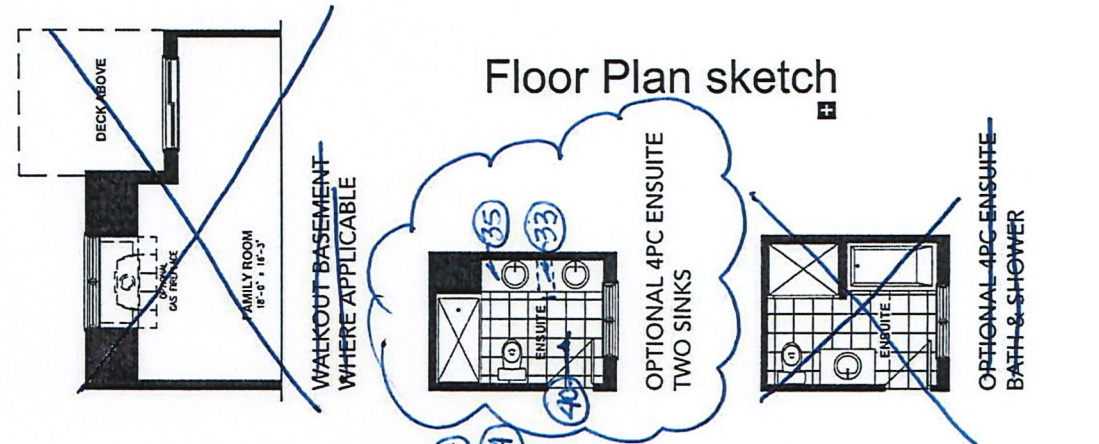 Floor Plan sketch
DECK ABOVE
OPTIONAL
GAS FIREPLACE
FAMILY ROOM
18'-0" x 16'-3"
WALKOUT BASEMENT
WHERE APPLICABLE
35
33
ENSUITE
40
OPTIONAL 4PC ENSUITE
TWO SINKS
ENSUITE
OPTIONAL 4PC ENSUITE
BATH & SHOWER